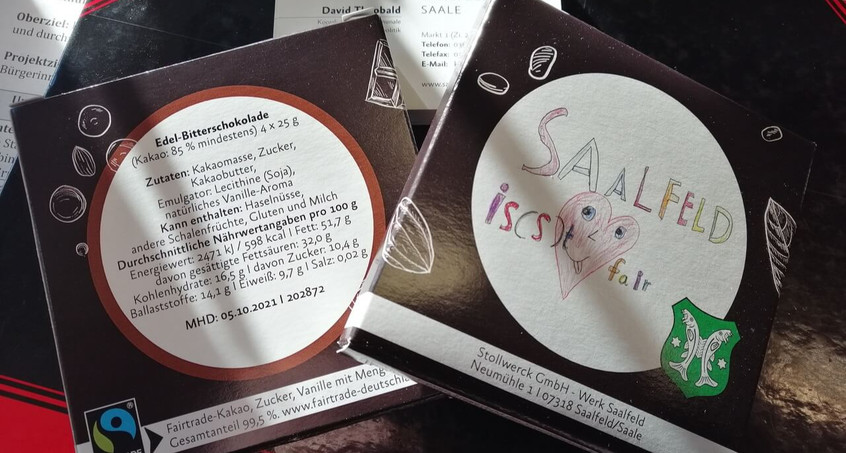 Oberziel:
und durch
Projektzi
Bürgerinr
David Theobald
SAALE
Markt 1
Telefon:
Telefax:
E-Mail:
Edel-Bitterschokolade
(Kakao: 85 % mindestens) 4 x 25 g
Zutaten: Kakaomasse, Zucker,
Kakaobutter,
Emulgator: Lecithine (Soja),
natürliches Vanille-Aroma
Kann enthalten: Haselnüsse,
andere Schalenfrüchte, Gluten und Milch
Durchschnittliche Nährwertangaben pro 100 g
Energiewert: 2471 kJ / 598 kcal I Fett: 51,7 g
davon gesättigte Fettsäuren: 32,0 g
Kohlenhydrate: 16,5 g I davon Zucker: 10,4 g
Ballaststoffe: 14,1 g I Eiweiß: 9,7 g I Salz: 0,02 g
MHD: 05.10.2021 I 202872
Fairtrade-Kakao, Zucker, Vanille mit Meng
Gesamtanteil 99,5 %. www.fairtrade-deutschl
SAALFELD
is(s)t
fair
Stollwerck GmbH - Werk Saalfeld
Neumühle 1 I 07318 Saalfeld/Saale